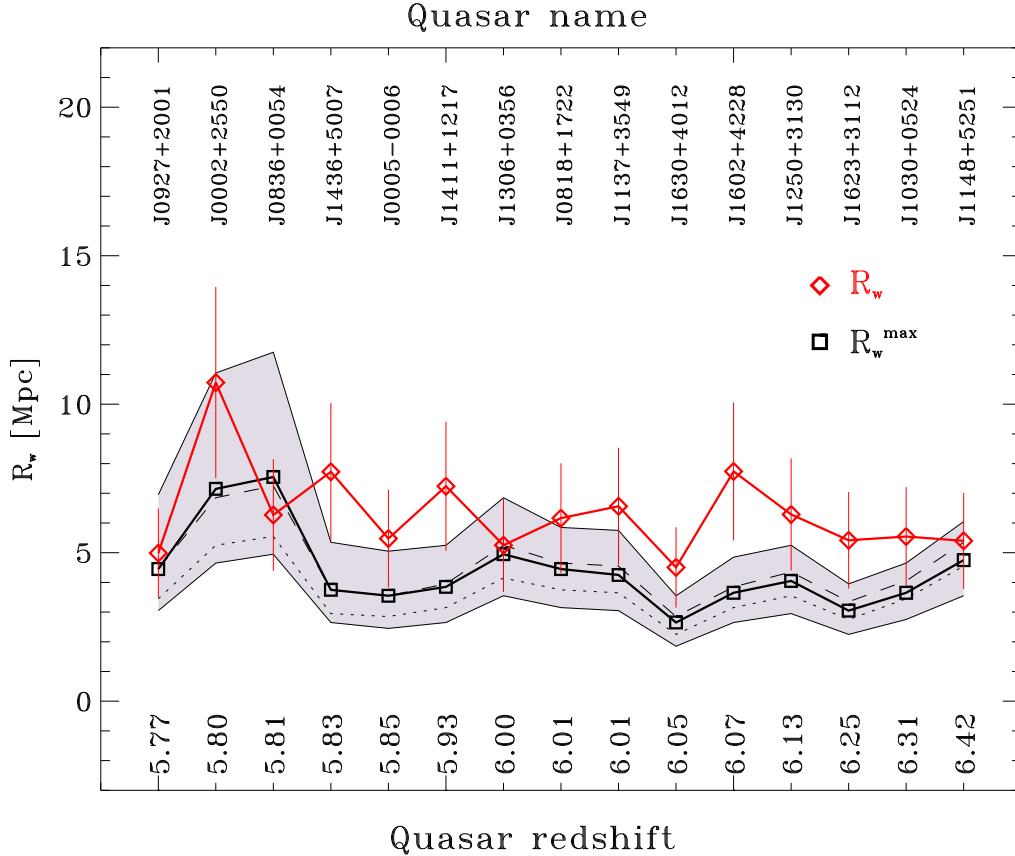 Quasar name
J0927+2001
J0002+2550
J0836+0054
J1436+5007
J0005-0006
J1411+1217
J1306+0356
J0818+1722
J1137+3549
J1630+4012
J1602+4228
J1250+3130
J1623+3112
J1030+0524
J1148+5251
20
15
10
5
0
R_w [Mpc]
R_w
R_w^max
5.77
5.80
5.81
5.83
5.85
5.93
6.00
6.01
6.01
6.05
6.07
6.13
6.25
6.31
6.42
Quasar redshift